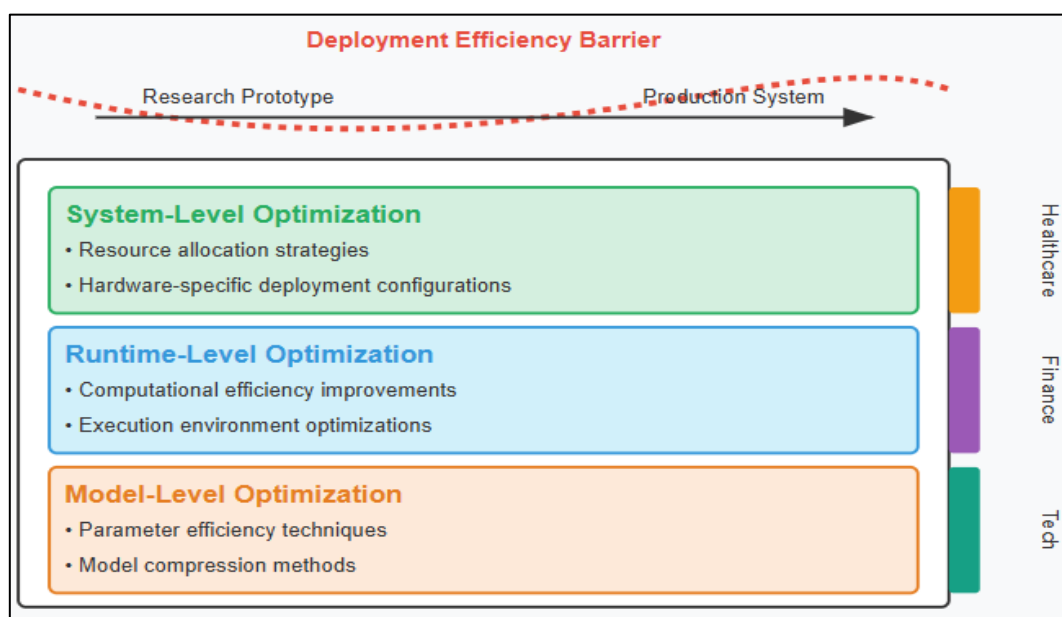 Deployment Efficiency Barrier
Research Prototype
Production System
System-Level Optimization
• Resource allocation strategies
• Hardware-specific deployment configurations
Healthcare
Runtime-Level Optimization
• Computational efficiency improvements
• Execution environment optimizations
Finance
Model-Level Optimization
• Parameter efficiency techniques
• Model compression methods
Tech